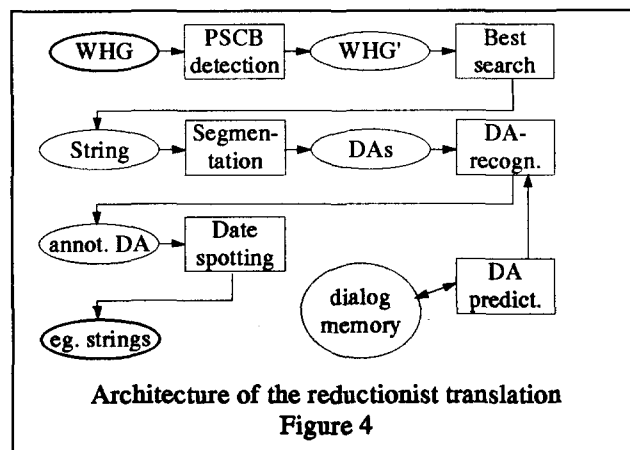 WHG
PSCB
detection
WHG'
Best
search
String
Segmen-
tation
DAs
DA-
recogn.
annot. DA
Date
spotting
dialog
memory
DA
predict.
eg. strings
Architecture of the reductionist translation
Figure 4